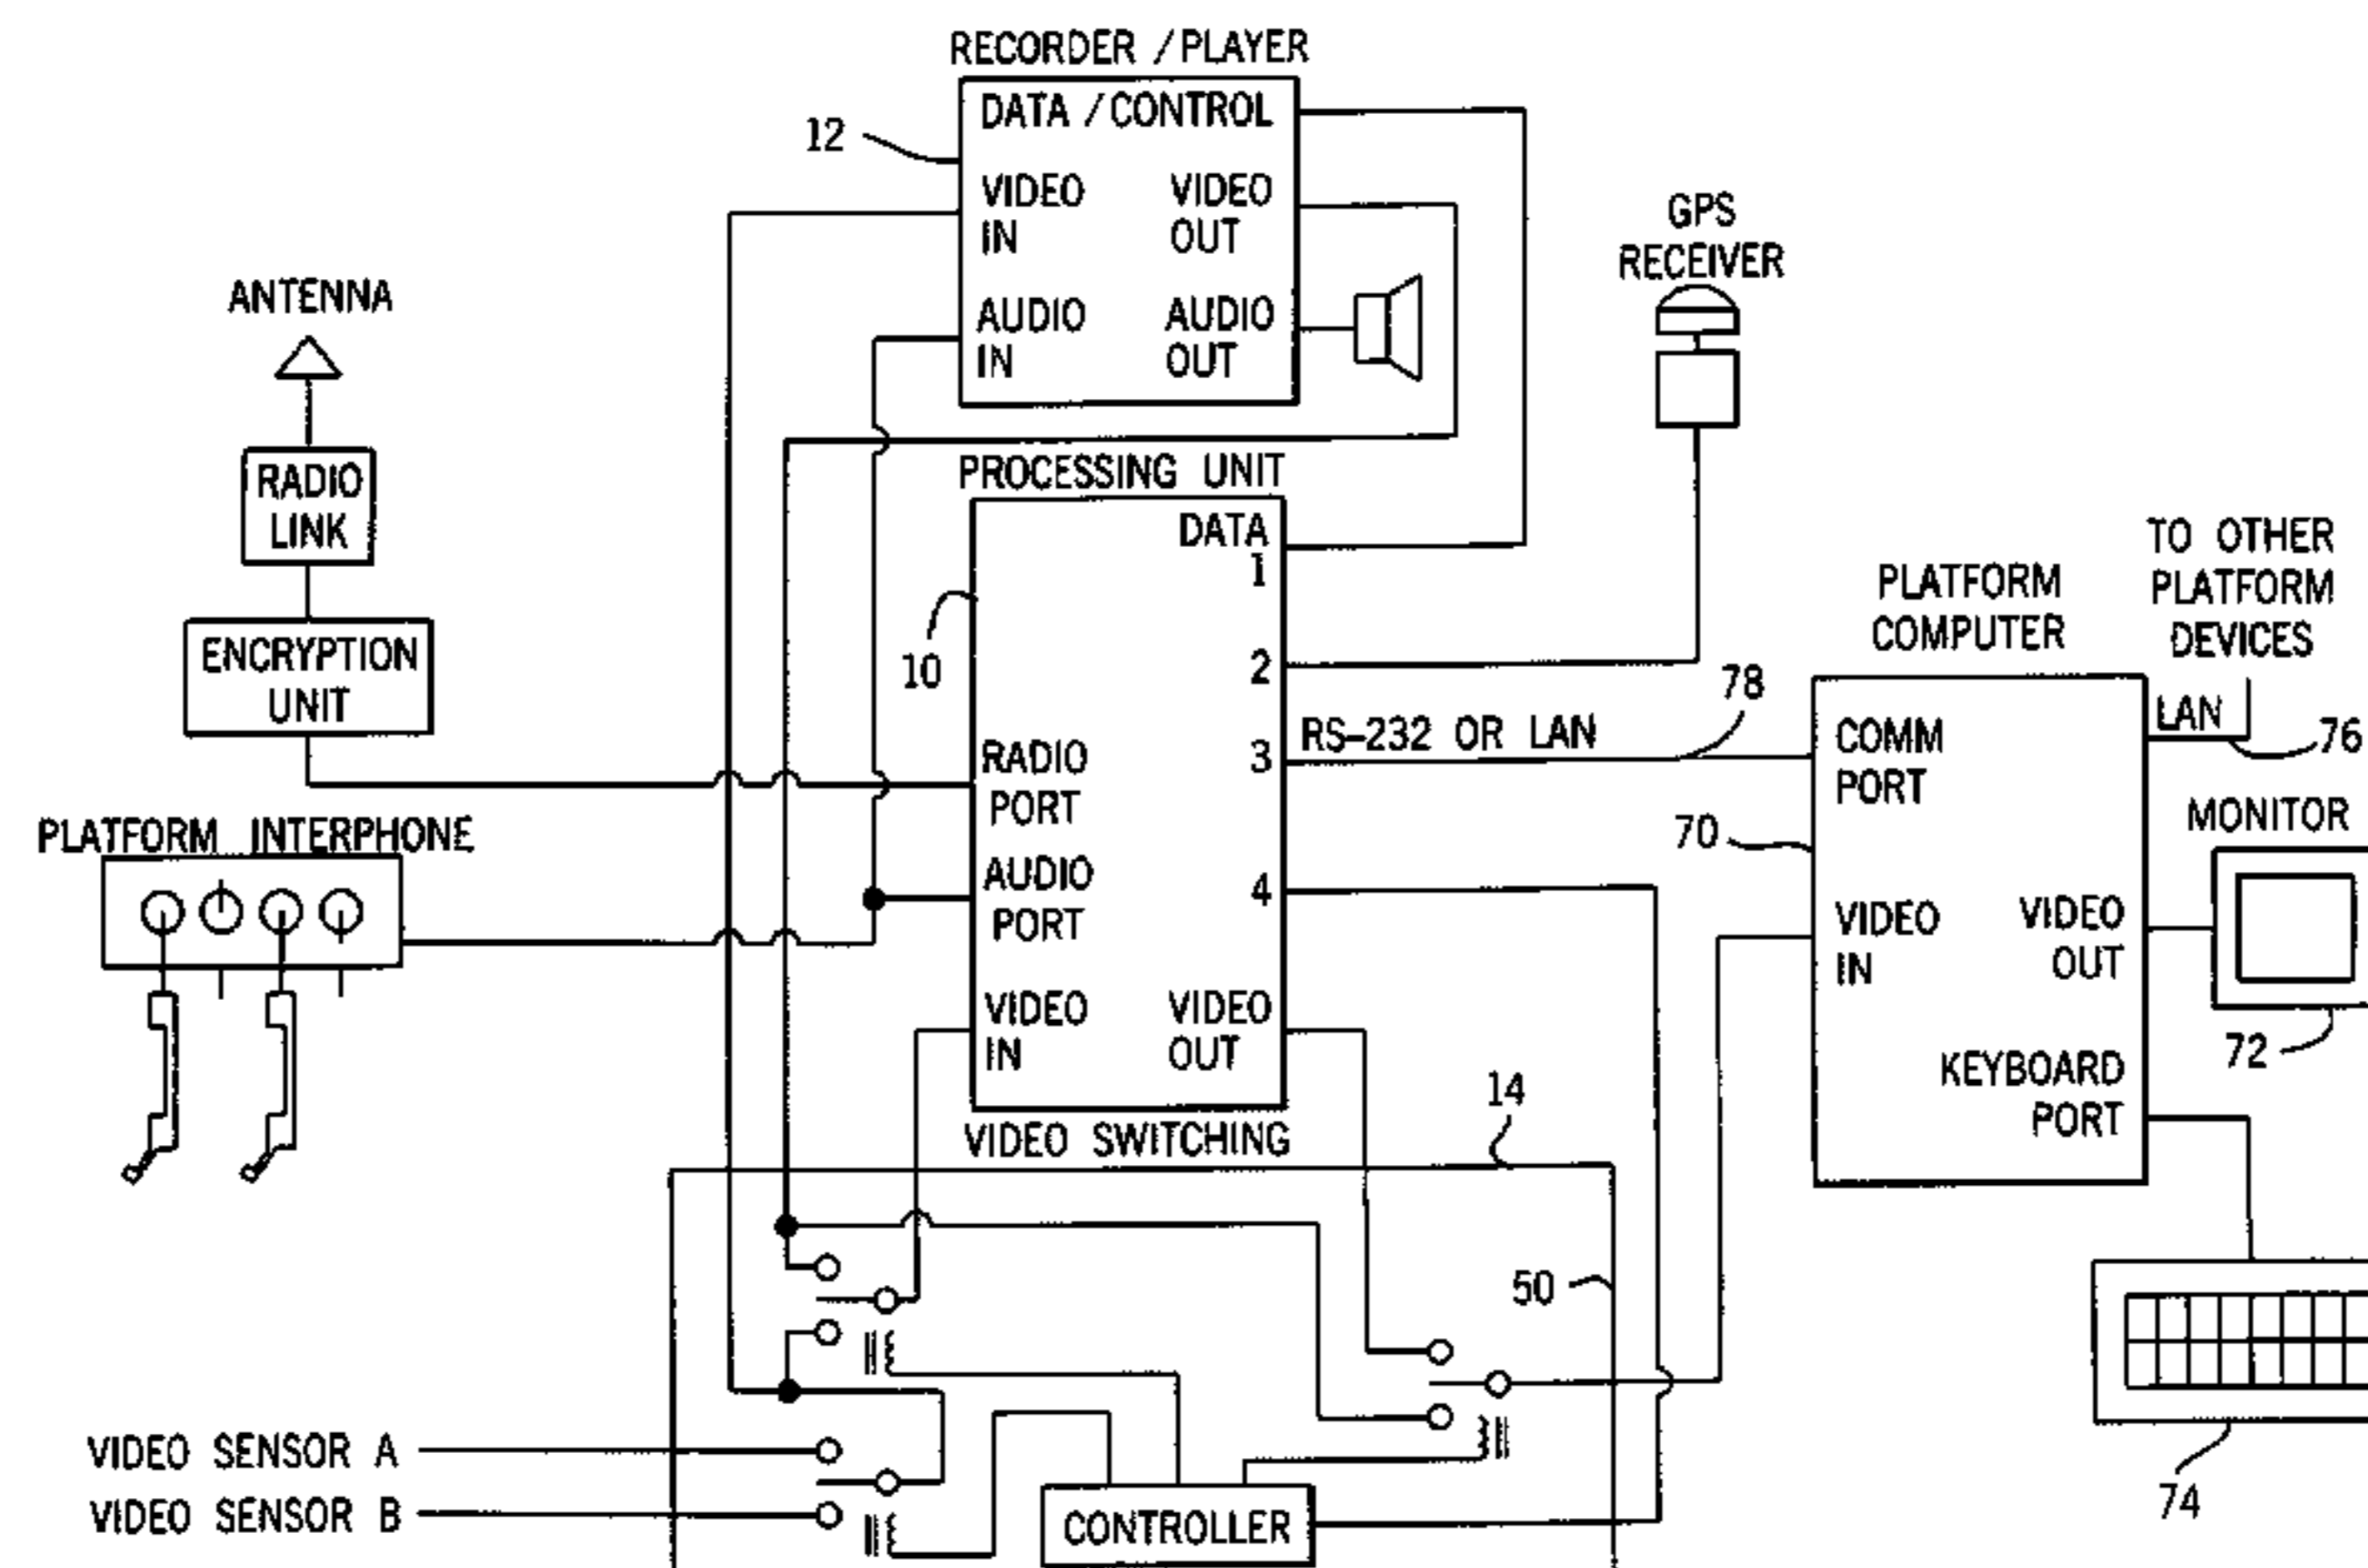 RECORDER / PLAYER
DATA / CONTROL
12
VIDEO IN
VIDEO OUT
AUDIO IN
AUDIO OUT
GPS
RECEIVER
ANTENNA
RADIO
LINK
ENCRYPTION
UNIT
PLATFORM INTERPHONE
PROCESSING UNIT
DATA
1
2
3
4
10
RADIO
PORT
AUDIO
PORT
VIDEO
IN
VIDEO
OUT
RS-232 OR LAN
78
PLATFORM
COMPUTER
TO OTHER
PLATFORM
DEVICES
LAN
76
COMM
PORT
70
VIDEO
IN
VIDEO
OUT
KEYBOARD
PORT
MONITOR
72
74
VIDEO SWITCHING
14
50
VIDEO SENSOR A
VIDEO SENSOR B
CONTROLLER